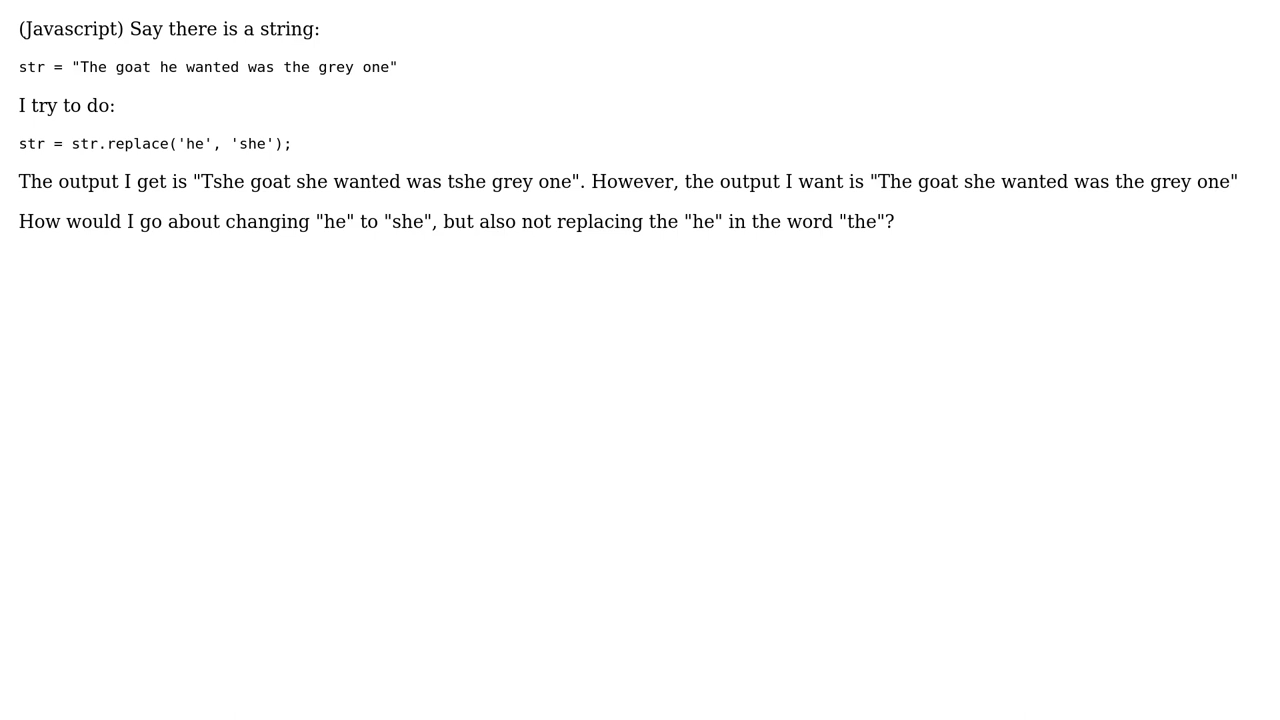 (Javascript) Say there is a string:
str = "The goat he wanted was the grey one"
I try to do:
str = str.replace('he', 'she');
The output I get is "Tshe goat she wanted was tshe grey one". However, the output I want is "The goat she wanted was the grey one"
How would I go about changing "he" to "she", but also not replacing the "he" in the word "the"?